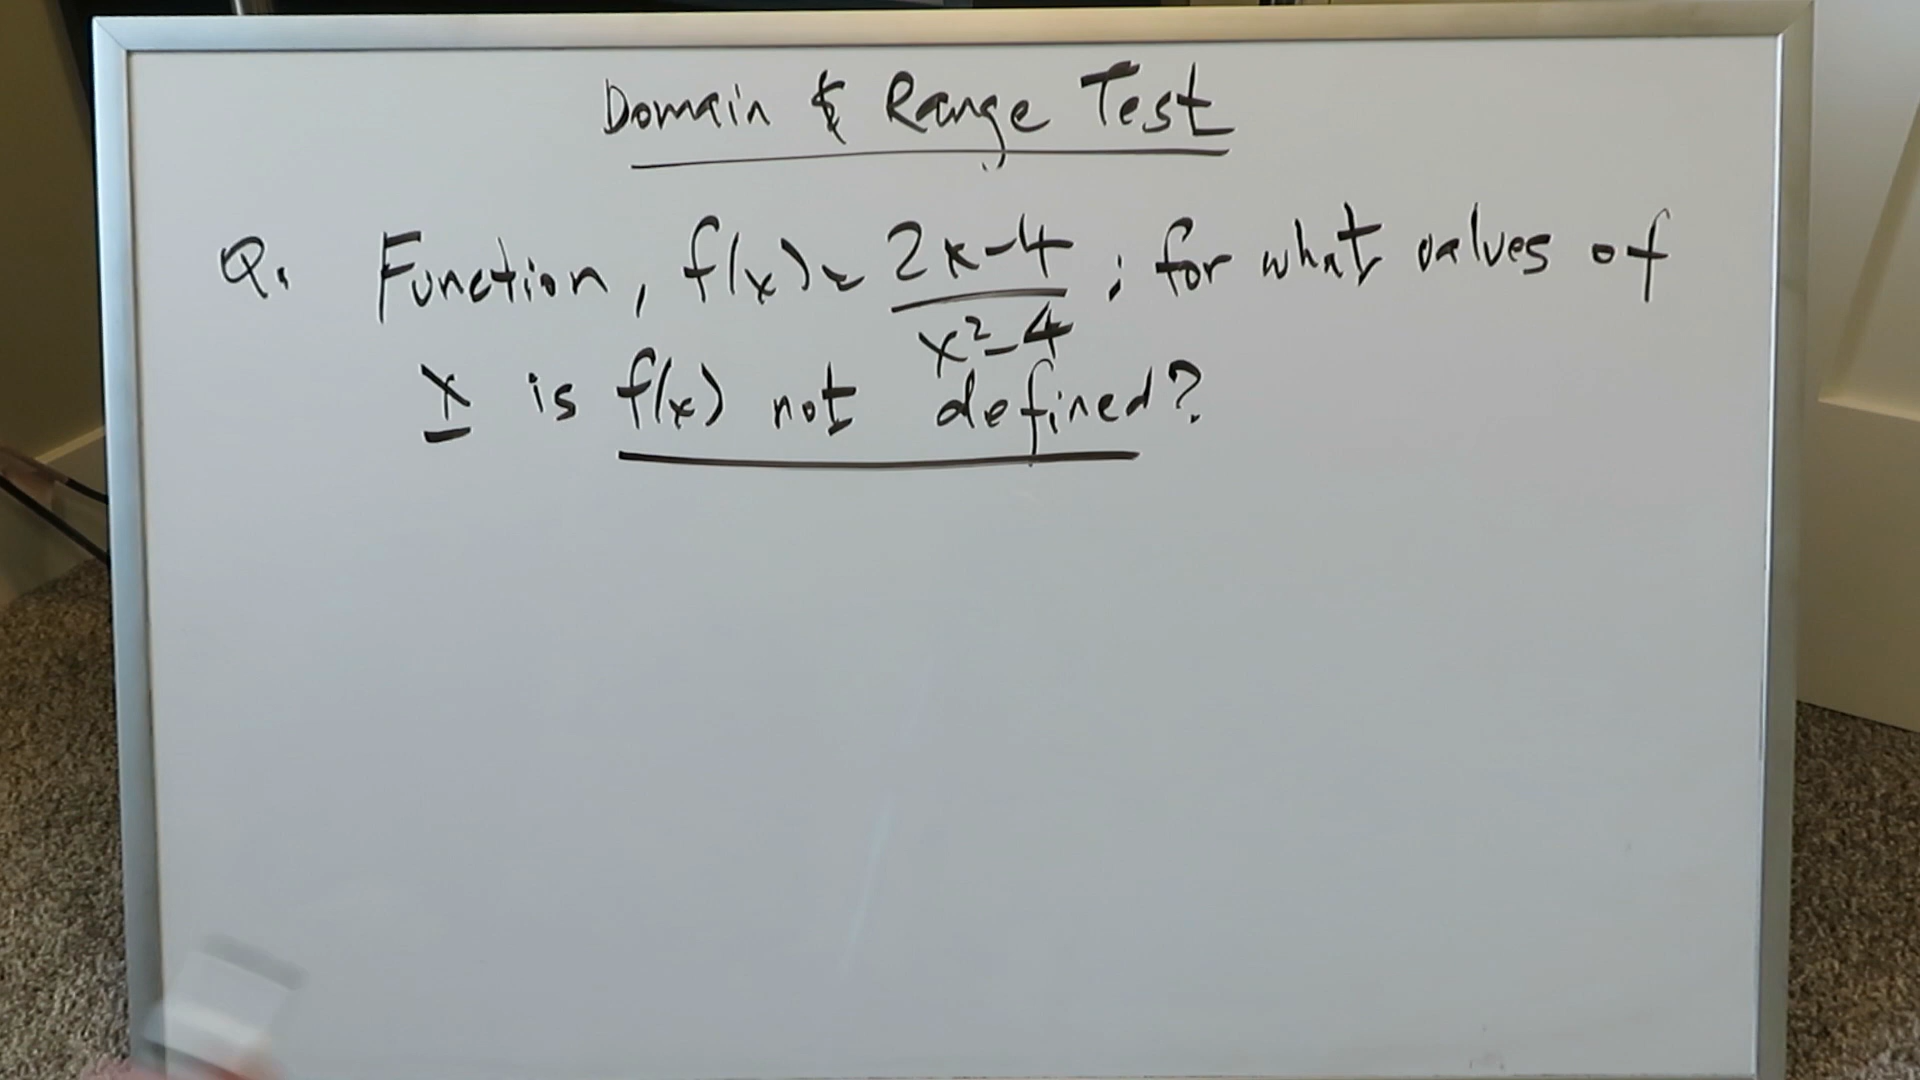 Domain & Range Test
Q. Function, f(x) = 2x-4 / x²-4 ; for what values of
x is f(x) not defined?